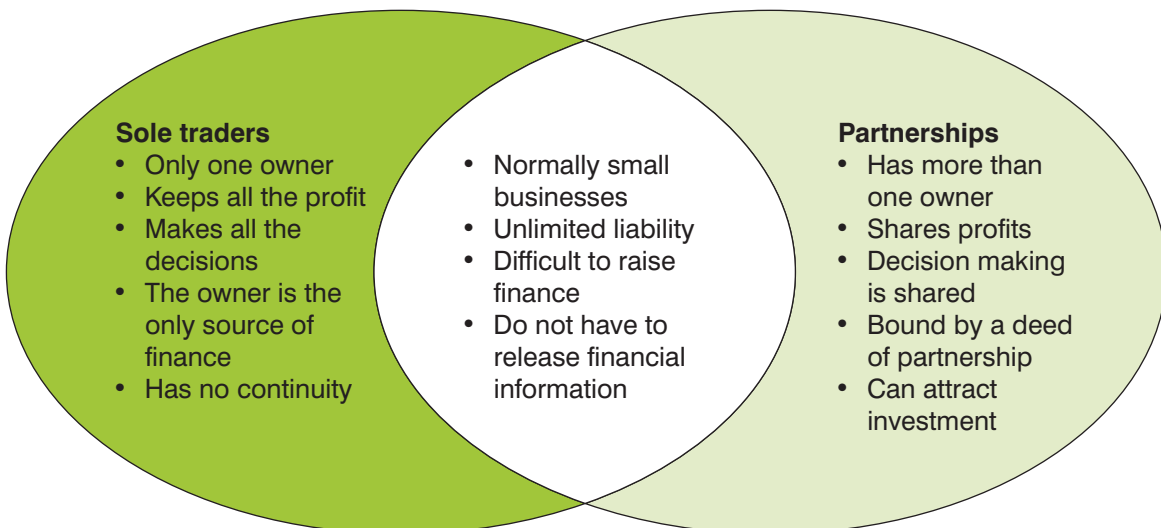 Sole traders
• Only one owner
• Keeps all the profit
• Makes all the
decisions
• The owner is the
only source of
finance
• Has no continuity
• Normally small
businesses
• Unlimited liability
• Difficult to raise
finance
• Do not have to
release financial
information
Partnerships
• Has more than
one owner
• Shares profits
• Decision making
is shared
• Bound by a deed
of partnership
• Can attract
investment